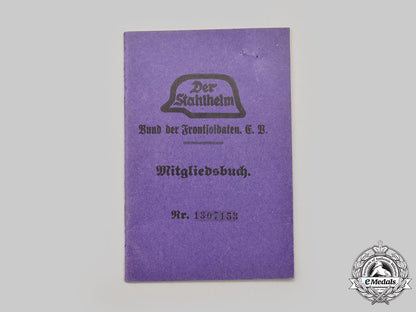 Der
Stahlhelm
Bund der Frontsoldaten. E. V.
Mitgliedsbuch.
Nr. 1307153
eMedals